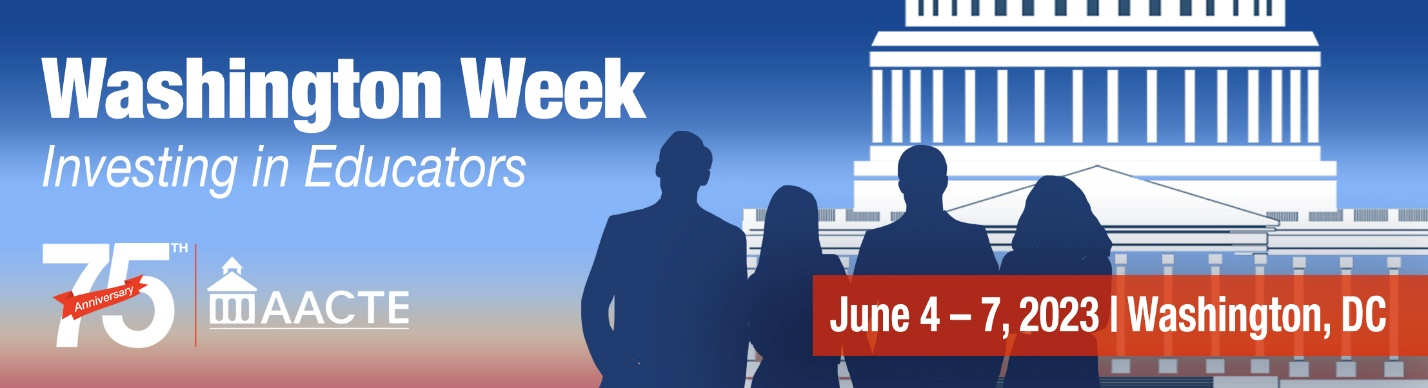 Washington Week
Investing in Educators
75TH
Anniversary
AACTE
June 4 – 7, 2023 | Washington, DC